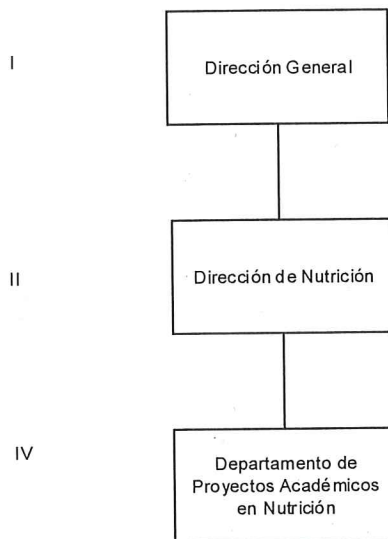 I
Dirección General
II
Dirección de Nutrición
IV
Departamento de
Proyectos Académicos
en Nutrición